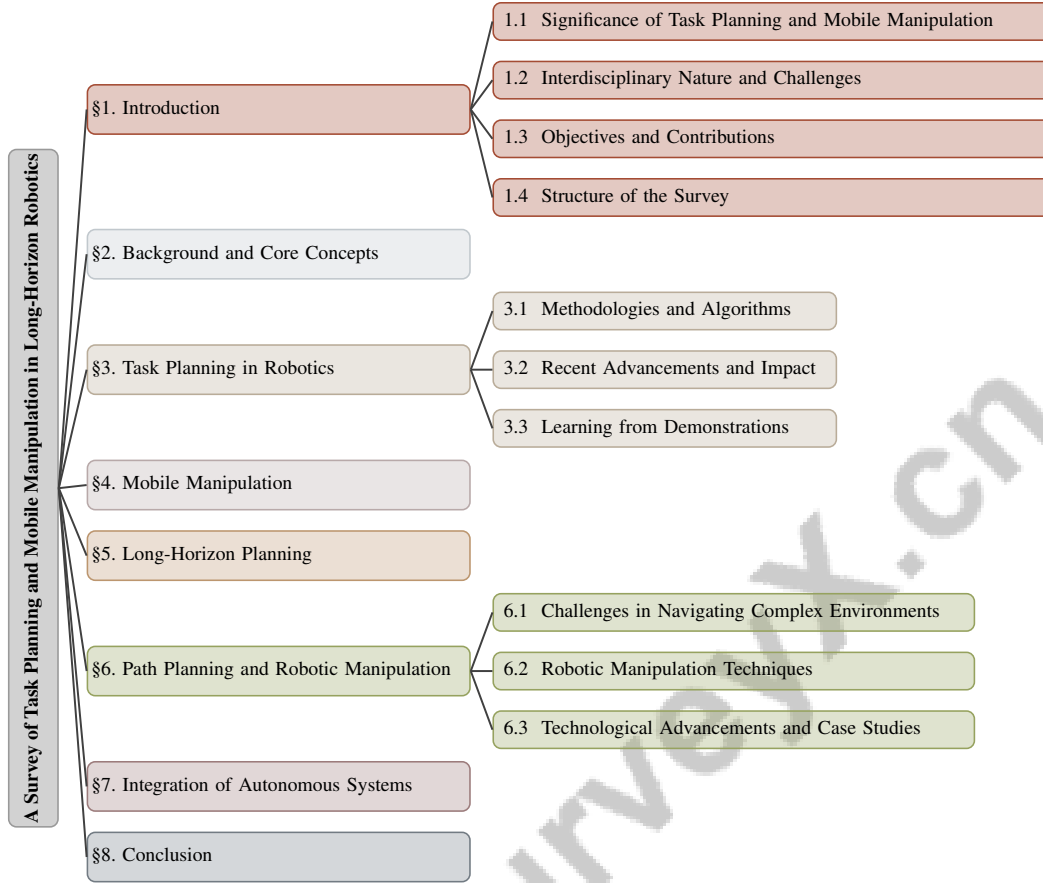 A Survey of Task Planning and Mobile Manipulation in Long-Horizon Robotics
§1. Introduction
1.1 Significance of Task Planning and Mobile Manipulation
1.2 Interdisciplinary Nature and Challenges
1.3 Objectives and Contributions
1.4 Structure of the Survey
§2. Background and Core Concepts
§3. Task Planning in Robotics
3.1 Methodologies and Algorithms
3.2 Recent Advancements and Impact
3.3 Learning from Demonstrations
§4. Mobile Manipulation
§5. Long-Horizon Planning
§6. Path Planning and Robotic Manipulation
6.1 Challenges in Navigating Complex Environments
6.2 Robotic Manipulation Techniques
6.3 Technological Advancements and Case Studies
§7. Integration of Autonomous Systems
§8. Conclusion
urveyx.cn